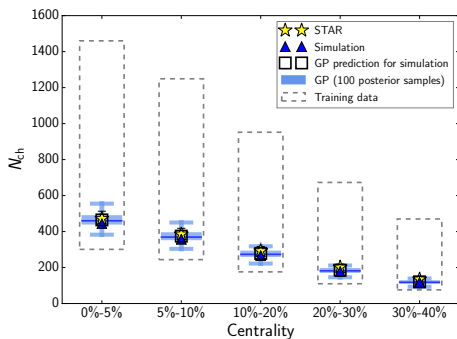 1600
1400
1200
1000
800
600
400
200
0
N_ch
STAR
Simulation
GP prediction for simulation
GP (100 posterior samples)
Training data
0%-5% 5%-10% 10%-20% 20%-30% 30%-40%
Centrality